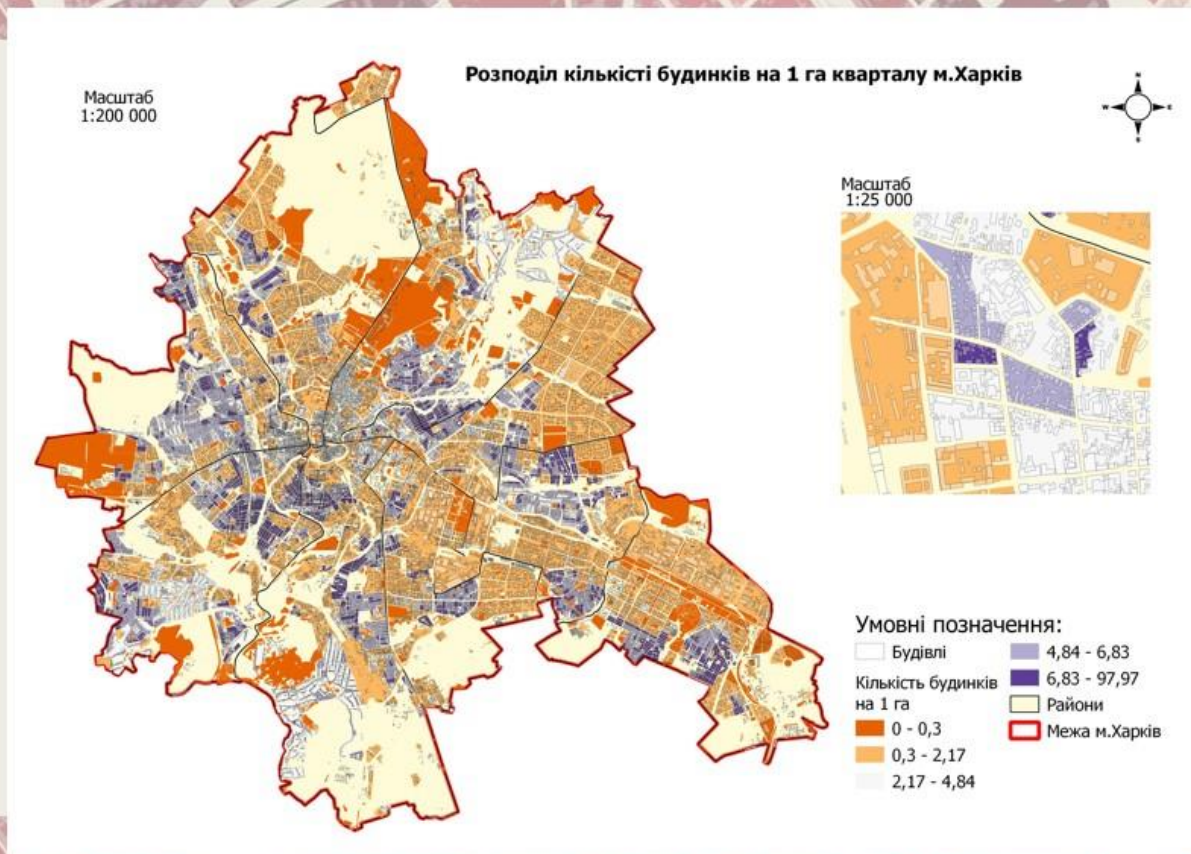 Розподіл кількісті будинків на 1 га кварталу м.Харків
Масштаб
1:200 000
N
W
E
S
Масштаб
1:25 000
Умовні позначення:
Будівлі
Кількість будинків
на 1 га
0 - 0,3
0,3 - 2,17
2,17 - 4,84
4,84 - 6,83
6,83 - 97,97
Райони
Межа м.Харків